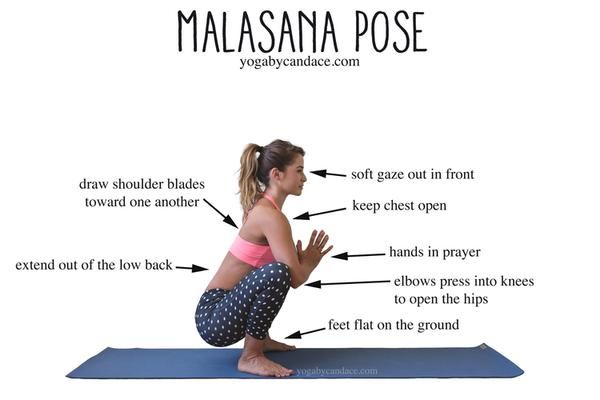 MALASANA POSE
yogabycandace.com
soft gaze out in front
draw shoulder blades
toward one another
keep chest open
hands in prayer
extend out of the low back
elbows press into knees
to open the hips
feet flat on the ground
yogabycandace.com